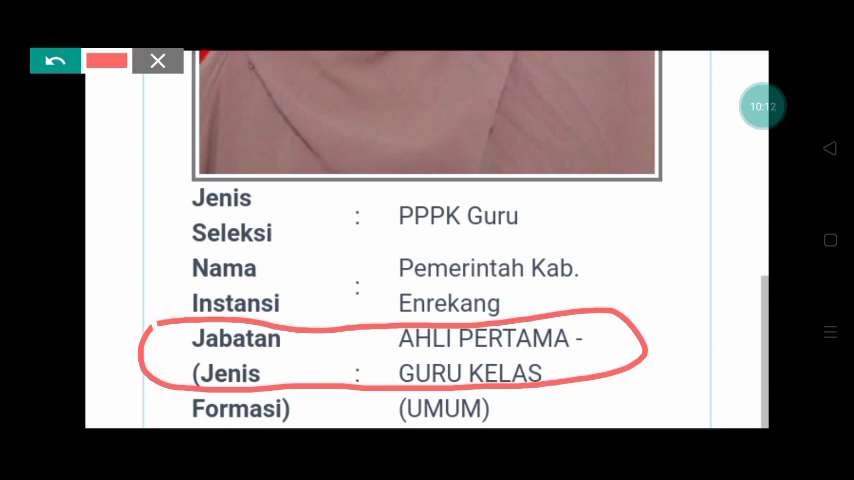 10:12
Jenis Seleksi : PPPK Guru
Nama Instansi : Pemerintah Kab. Enrekang
Jabatan (Jenis Formasi) : AHLI PERTAMA - GURU KELAS (UMUM)